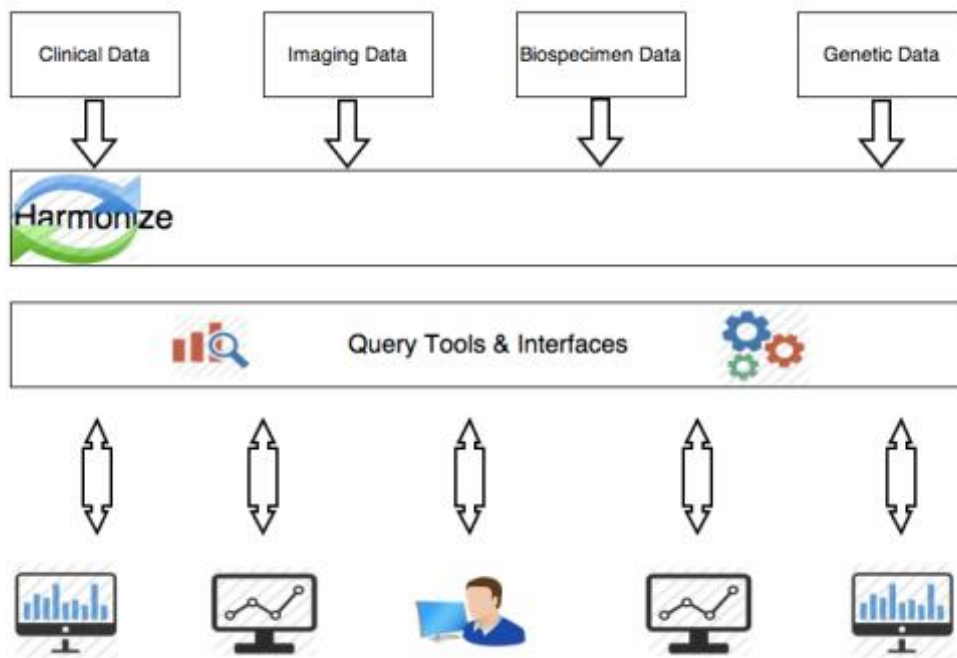 Clinical Data
Imaging Data
Biospecimen Data
Genetic Data
Harmonize
Query Tools & Interfaces